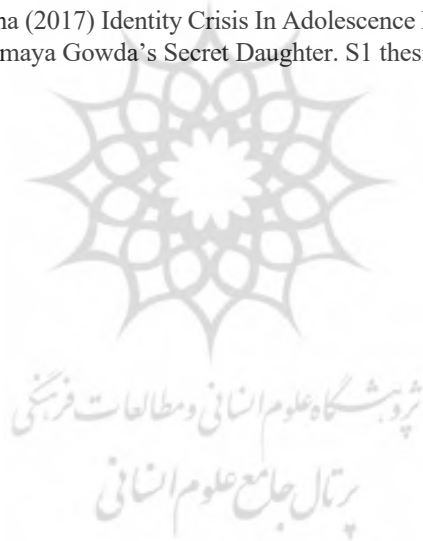 na (2017) Identity Crisis In Adolescence
maya Gowda’s Secret Daughter. S1 thesi
پژوهشگاه علوم انسانی و مطالعات فرهنگی
پرتال جامع علوم انسانی